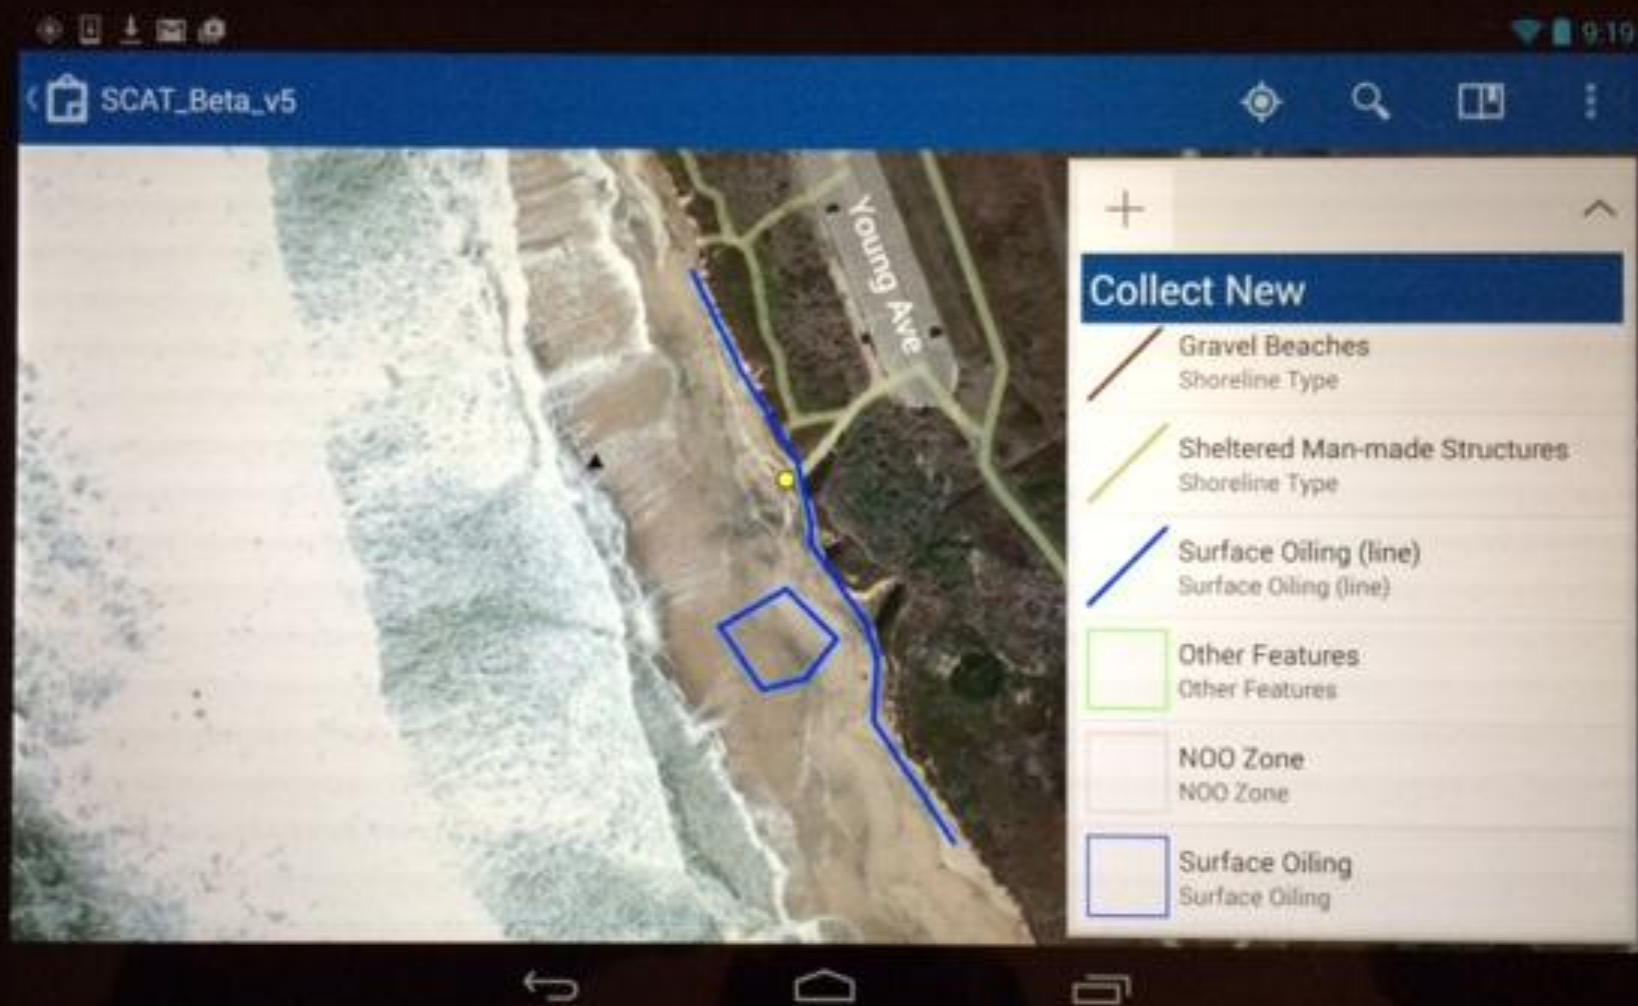 9:19
SCAT_Beta_v5
Young Ave
Collect New
Gravel Beaches
Shoreline Type
Sheltered Man-made Structures
Shoreline Type
Surface Oiling (line)
Surface Oiling (line)
Other Features
Other Features
NOO Zone
NOO Zone
Surface Oiling
Surface Oiling